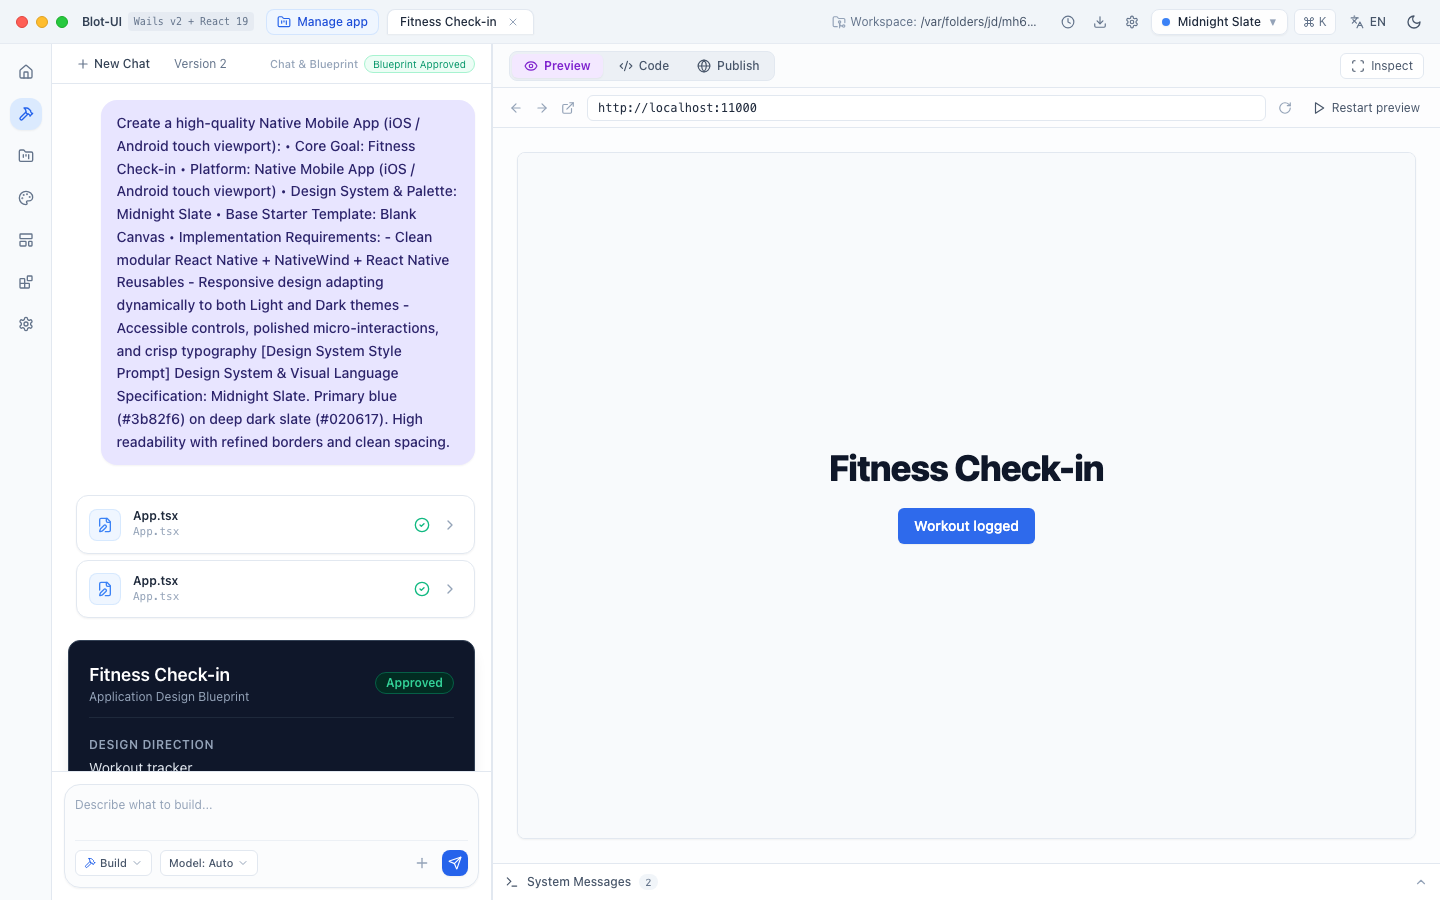 Blot-UI
Wails v2 + React 19
Manage app
Fitness Check-in
Workspace: /var/folders/jd/mh6...
Midnight Slate
⌘ K
EN
New Chat
Version 2
Chat & Blueprint
Blueprint Approved
Create a high-quality Native Mobile App (iOS /
Android touch viewport): • Core Goal: Fitness
Check-in • Platform: Native Mobile App (iOS /
Android touch viewport) • Design System & Palette:
Midnight Slate • Base Starter Template: Blank
Canvas • Implementation Requirements: - Clean
modular React Native + NativeWind + React Native
Reusables - Responsive design adapting
dynamically to both Light and Dark themes -
Accessible controls, polished micro-interactions,
and crisp typography [Design System Style
Prompt] Design System & Visual Language
Specification: Midnight Slate. Primary blue
(#3b82f6) on deep dark slate (#020617). High
readability with refined borders and clean spacing.
App.tsx
App.tsx
App.tsx
App.tsx
Fitness Check-in
Application Design Blueprint
Approved
DESIGN DIRECTION
Workout tracker
Describe what to build...
Build
Model: Auto
Preview
Code
Publish
Inspect
http://localhost:11000
Restart preview
Fitness Check-in
Workout logged
System Messages
2